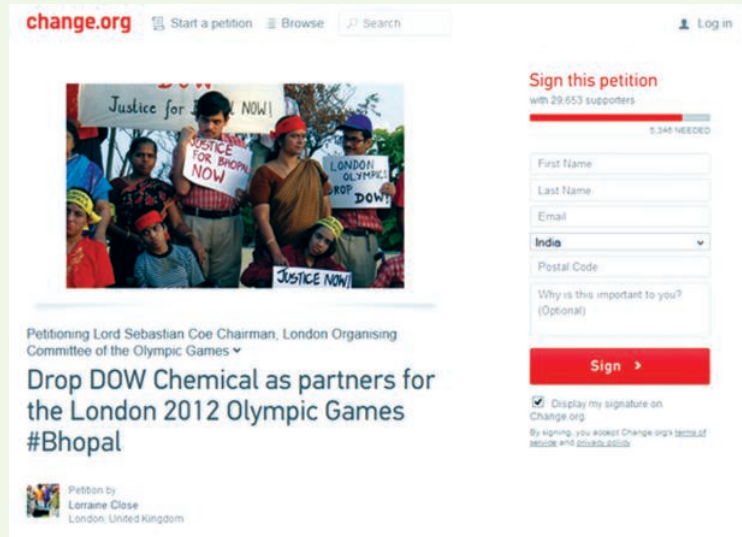 change.org Start a petition Browse Search Log in
DOW
Justice for NOW!
JUSTICE
FOR BHOPAL
NOW
LONDON
OLYMPICS
DROP
DOW!
JUSTICE NOW!
Petitioning Lord Sebastian Coe Chairman, London Organising
Committee of the Olympic Games
Drop DOW Chemical as partners for
the London 2012 Olympic Games
#Bhopal
Petition by
Lorraine Close
London, United Kingdom
Sign this petition
with 29,653 supporters
5,346 NEEDED
First Name
Last Name
Email
India
Postal Code
Why is this important to you?
(Optional)
Sign >
Display my signature on
Change.org
By signing, you accept Change.org's terms of
service and privacy policy